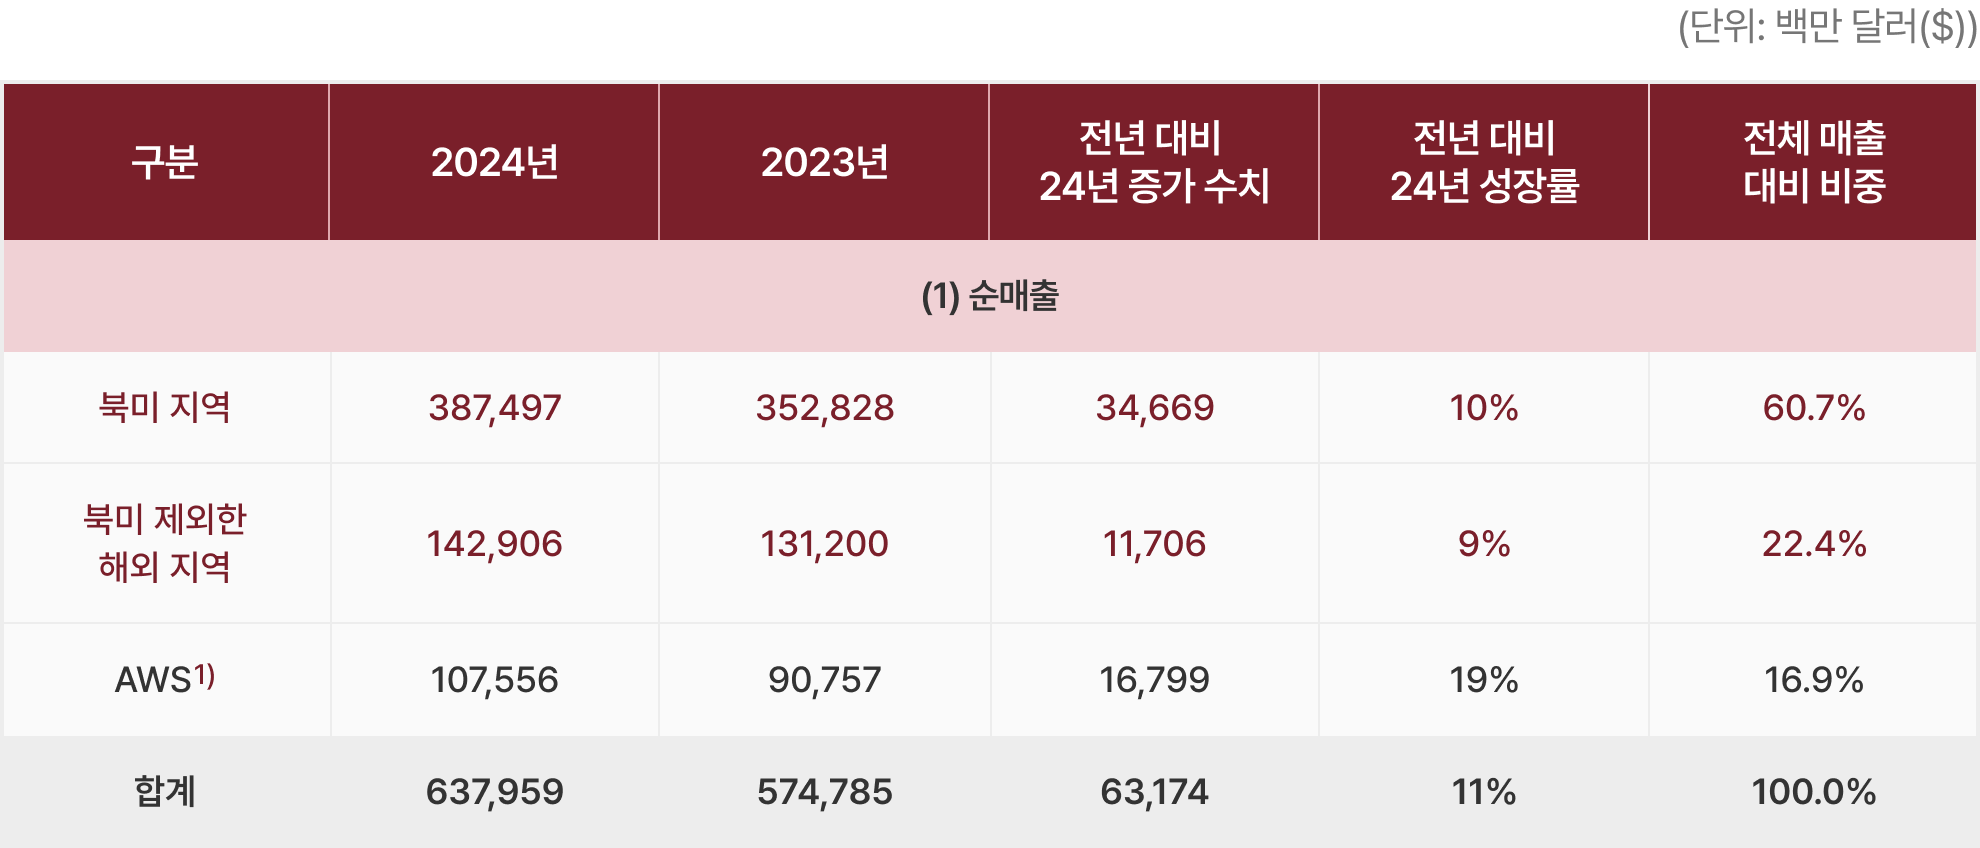 (단위: 백만 달러($))
구분 2024년 2023년 전년 대비 24년 증가 수치 전년 대비 24년 성장률 전체 매출 대비 비중
(1) 순매출
북미 지역 387,497 352,828 34,669 10% 60.7%
북미 제외한 해외 지역 142,906 131,200 11,706 9% 22.4%
AWS1) 107,556 90,757 16,799 19% 16.9%
합계 637,959 574,785 63,174 11% 100.0%